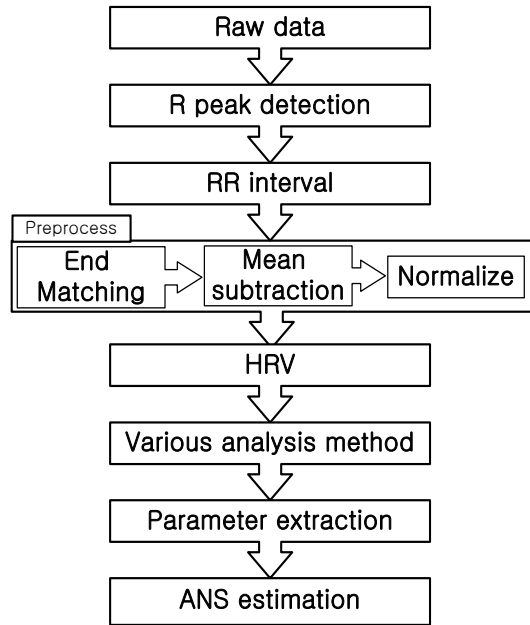 Raw data
R peak detection
RR interval
Preprocess
End
Matching
Mean
subtraction
Normalize
HRV
Various analysis method
Parameter extraction
ANS estimation